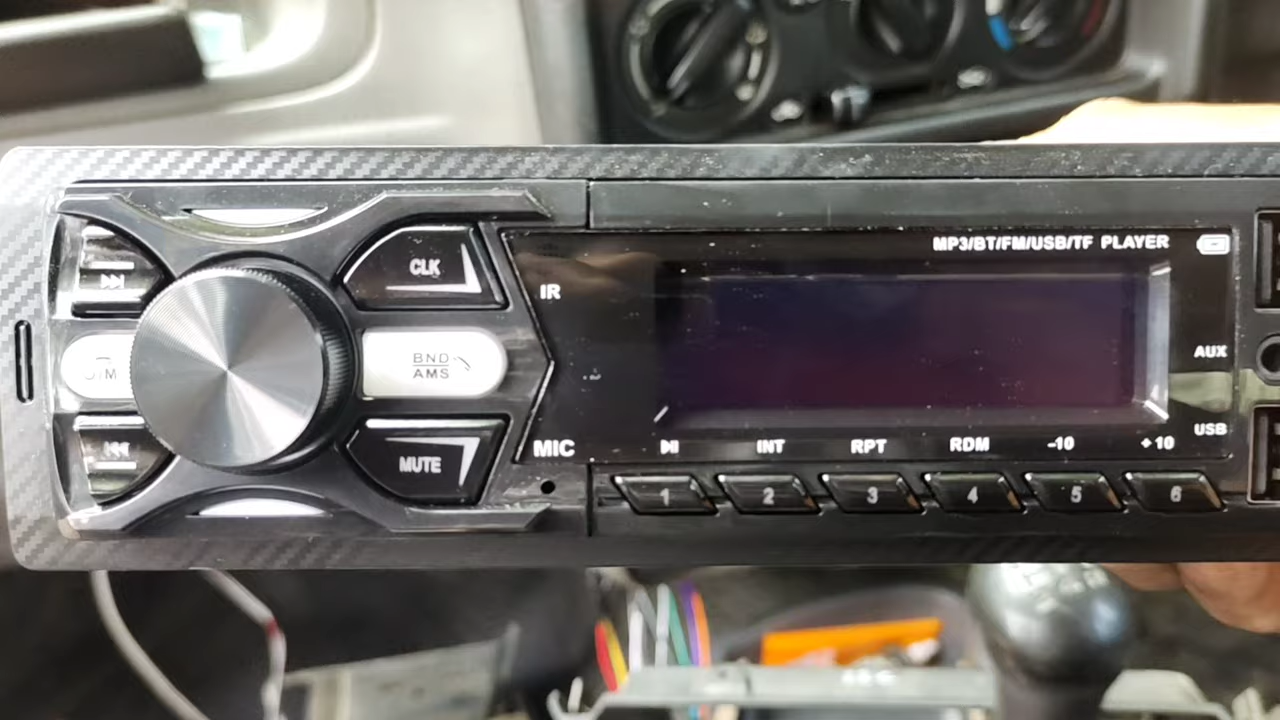 MP3/BT/FM/USB/TF PLAYER
CLK
IR
BND
AMS
AUX
USB
MUTE
MIC
INT
RPT
RDM
-10
+10
1
2
3
4
5
6